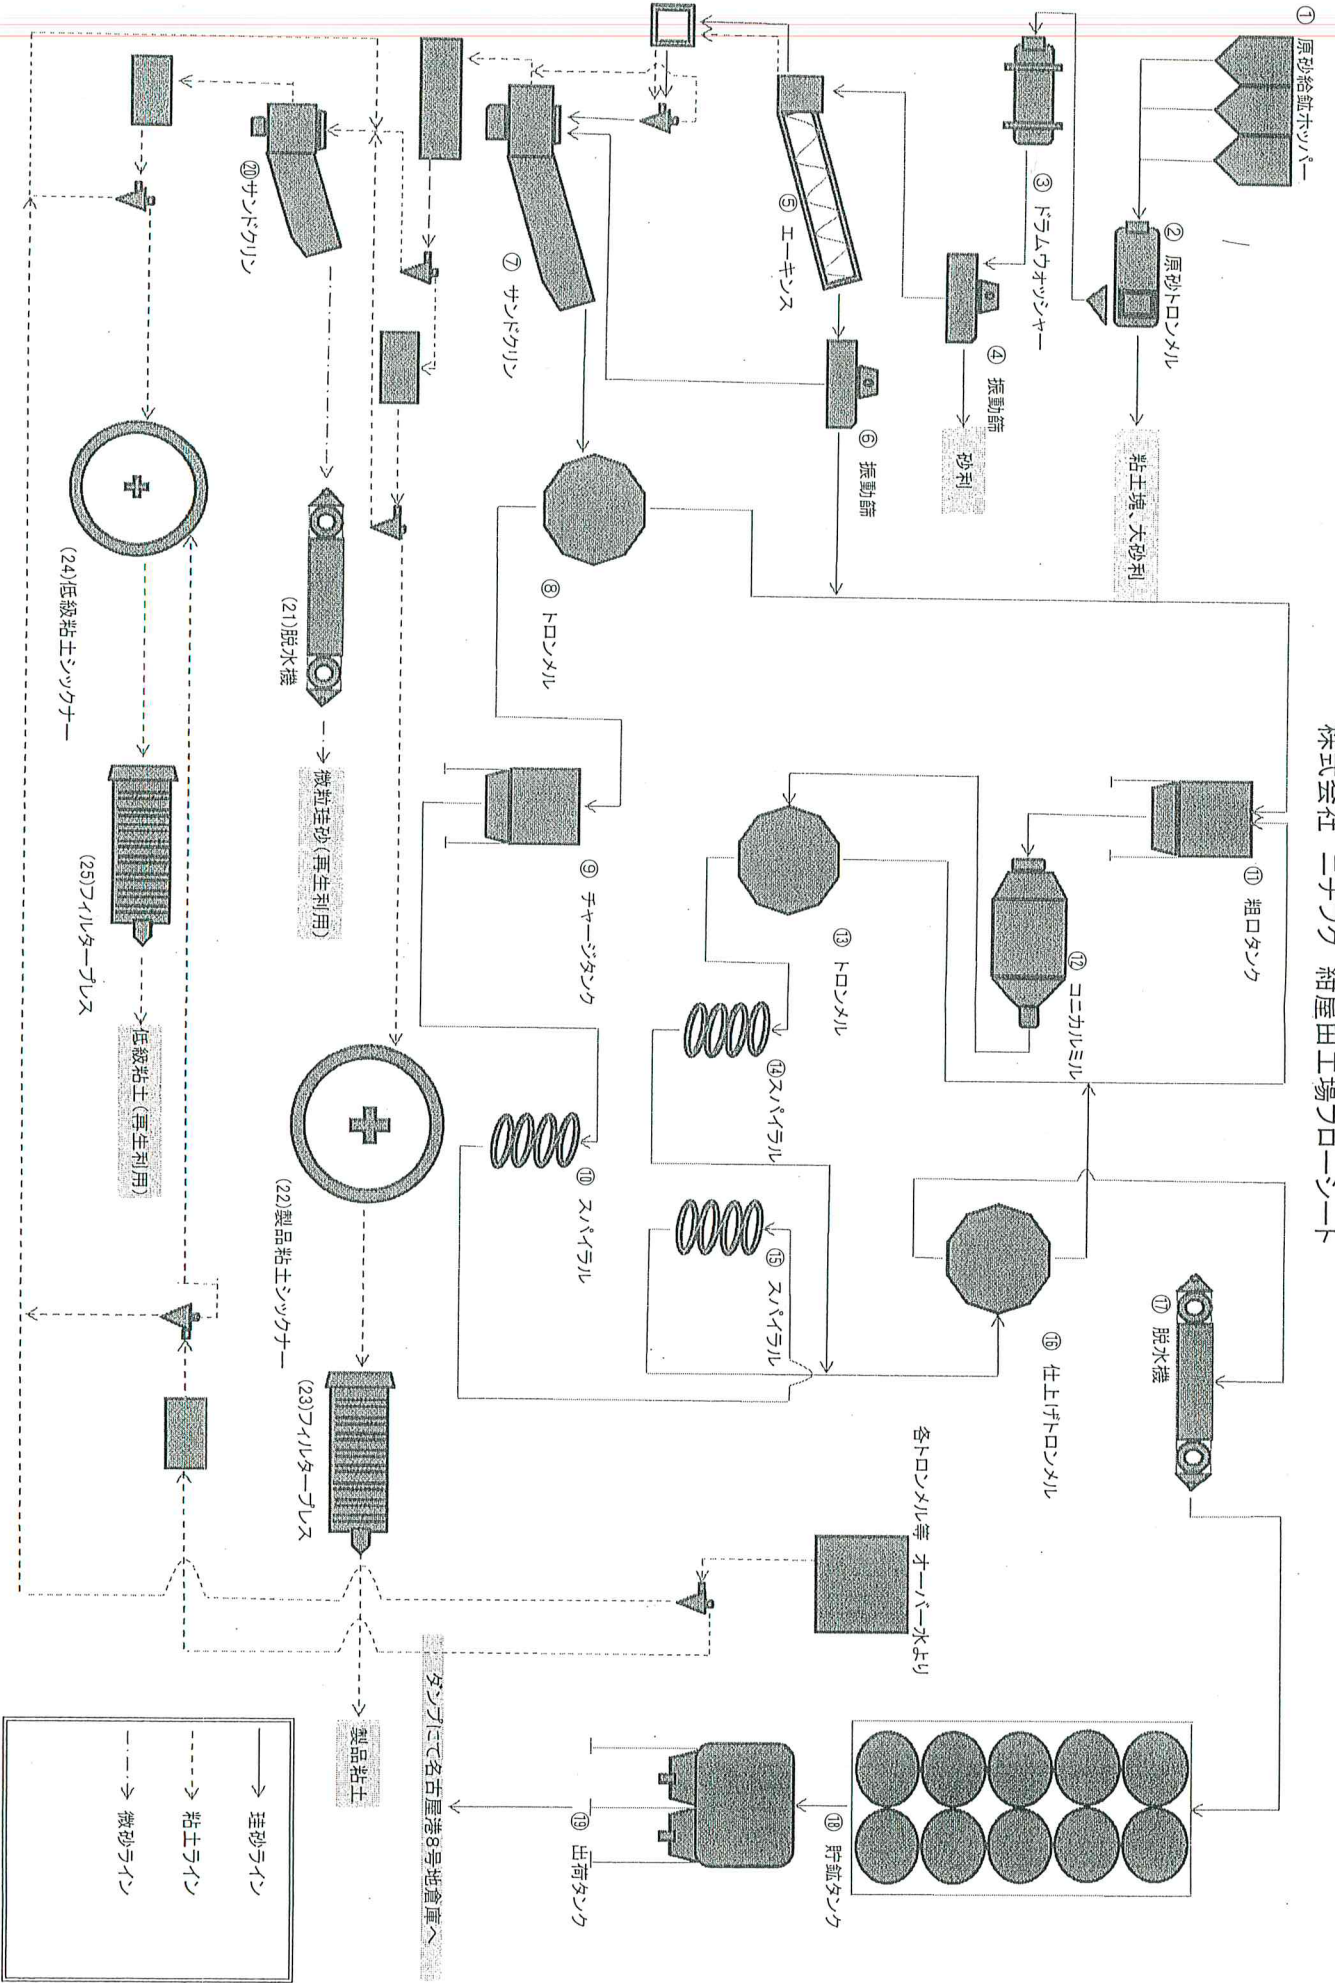 株式会社 ニチソク 紺屋田工場フローシート
① 原砂給鉱ホッパー
② 原砂トロンメル
粘土塊、大砂利
③ ドラムウオッシャー
④ 振動篩
砂利
⑤ エーキンス
⑥ 振動篩
⑦ サンドクリン
⑧ トロンメル
⑨ チャージタンク
⑩ スパイラル
⑪ 粗口タンク
⑫ コニカルミル
⑬ トロンメル
⑭スパイラル
⑮ スパイラル
⑯ 仕上げトロンメル
⑰ 脱水機
⑱ 貯鉱タンク
⑲ 出荷タンク
ダンプにて名古屋港8号地倉庫へ
各トロンメル等 オーバー水より
⑳サンドクリン
(21)脱水機
微粒珪砂(再生利用)
(22)製品粘土シックナー
(23)フィルタープレス
製品粘土
(24)低級粘土シックナー
(25)フィルタープレス
低級粘土(再生利用)
珪砂ライン
粘土ライン
微砂ライン